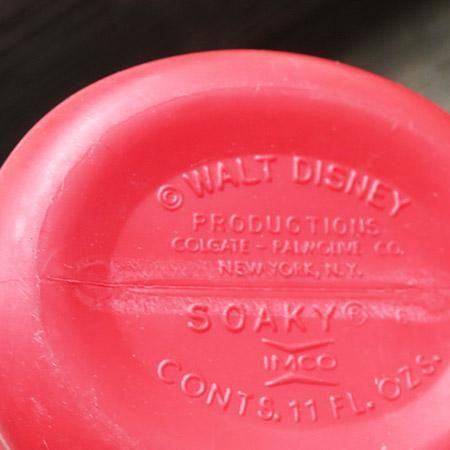 © WALT DISNEY
PRODUCTIONS
COLGATE - PALMOLIVE CO.
NEW YORK, N.Y.
SOAKY®
IMCO
CONTS. 11 FL. OZS.